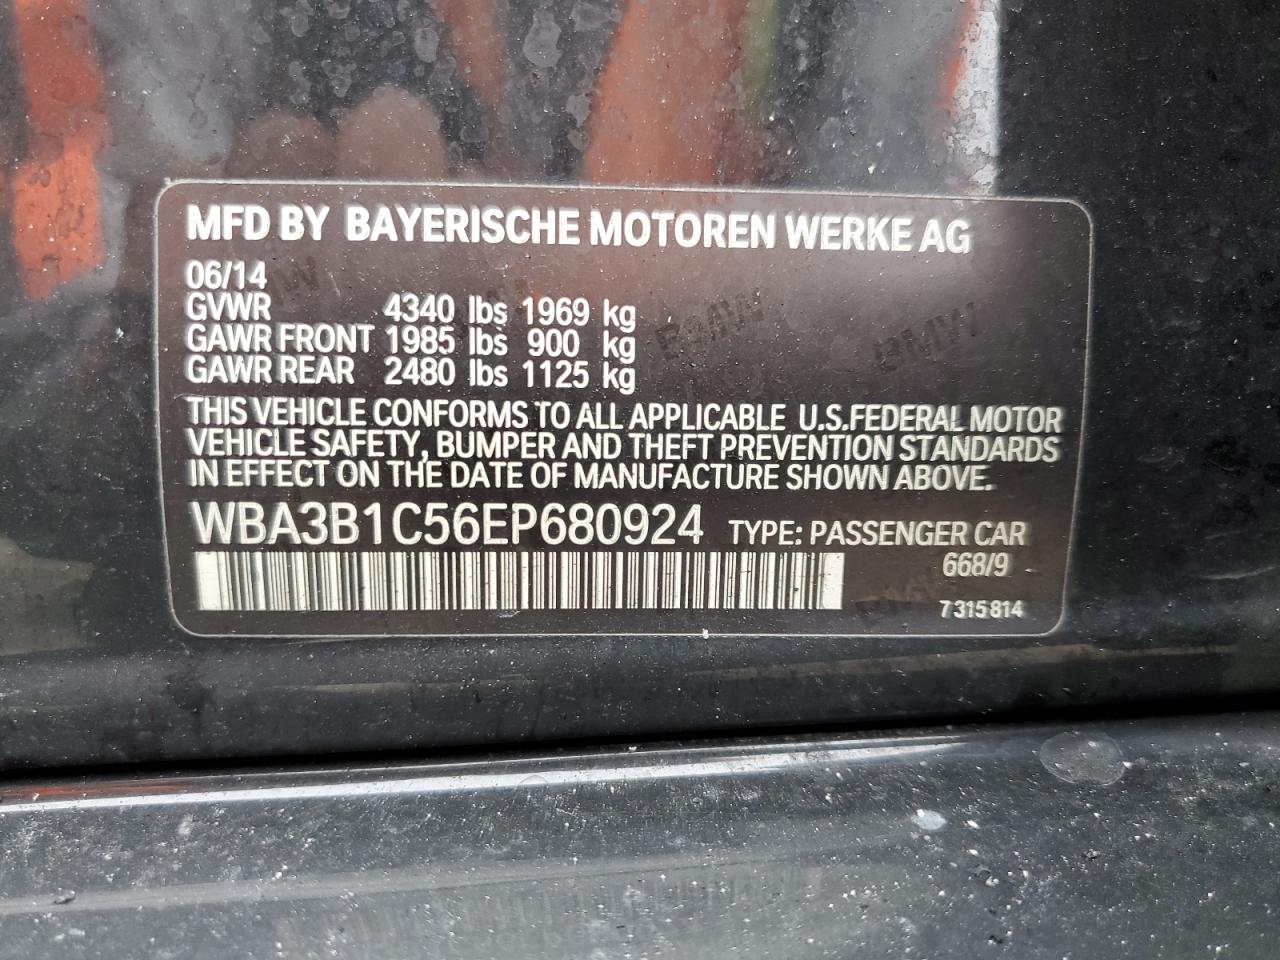 MFD BY BAYERISCHE MOTOREN WERKE AG
06/14
GVWR 4340 lbs 1969 kg
GAWR FRONT 1985 lbs 900 kg
GAWR REAR 2480 lbs 1125 kg
THIS VEHICLE CONFORMS TO ALL APPLICABLE U.S.FEDERAL MOTOR
VEHICLE SAFETY, BUMPER AND THEFT PREVENTION STANDARDS
IN EFFECT ON THE DATE OF MANUFACTURE SHOWN ABOVE.
WBA3B1C56EP680924 TYPE: PASSENGER CAR
668/9
7 315 814
BMW
BMW